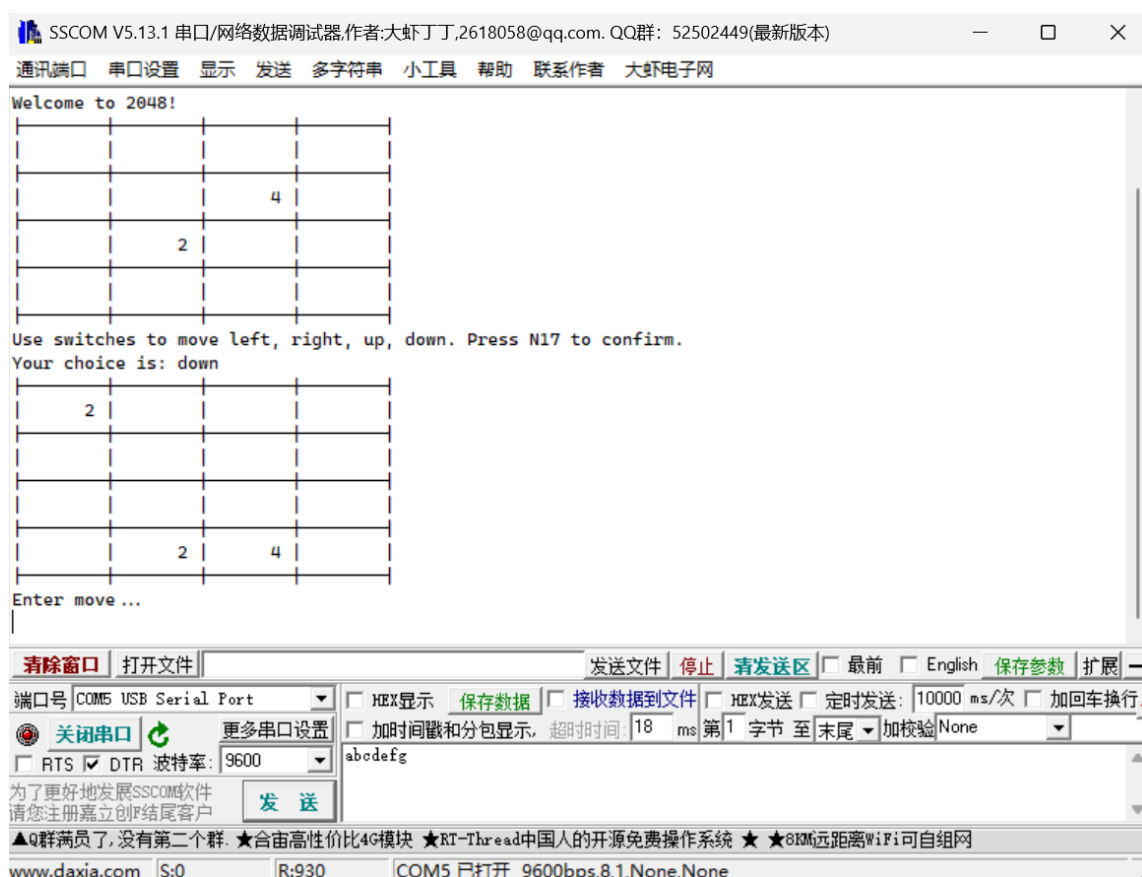 SSCOM V5.13.1 串口/网络数据调试器,作者:大虾丁丁,2618058@qq.com. QQ群：52502449(最新版本)
通讯端口 串口设置 显示 发送 多字符串 小工具 帮助 联系作者 大虾电子网
Welcome to 2048!
4
2
Use switches to move left, right, up, down. Press N17 to confirm.
Your choice is: down
2
2 4
Enter move...
清除窗口 打开文件 发送文件 停止 清发送区 最前 English 保存参数 扩展 —
端口号 COM5 USB Serial Port HEX显示 保存数据 接收数据到文件 HEX发送 定时发送: 10000 ms/次 加回车换行
关闭串口 更多串口设置 加时间戳和分包显示, 超时时间: 18 ms 第1 字节 至 末尾 加校验 None
RTS DTR 波特率: 9600 abcdefg
为了更好地发展SSCOM软件
请您注册嘉立创F结尾客户
发 送
▲Q群满员了,没有第二个群. ★合宙高性价比4G模块 ★RT-Thread中国人的开源免费操作系统 ★ ★8KM远距离WiFi可自组网
www.daxia.com S:0 R:930 COM5 已打开 9600bps,8,1,None,None